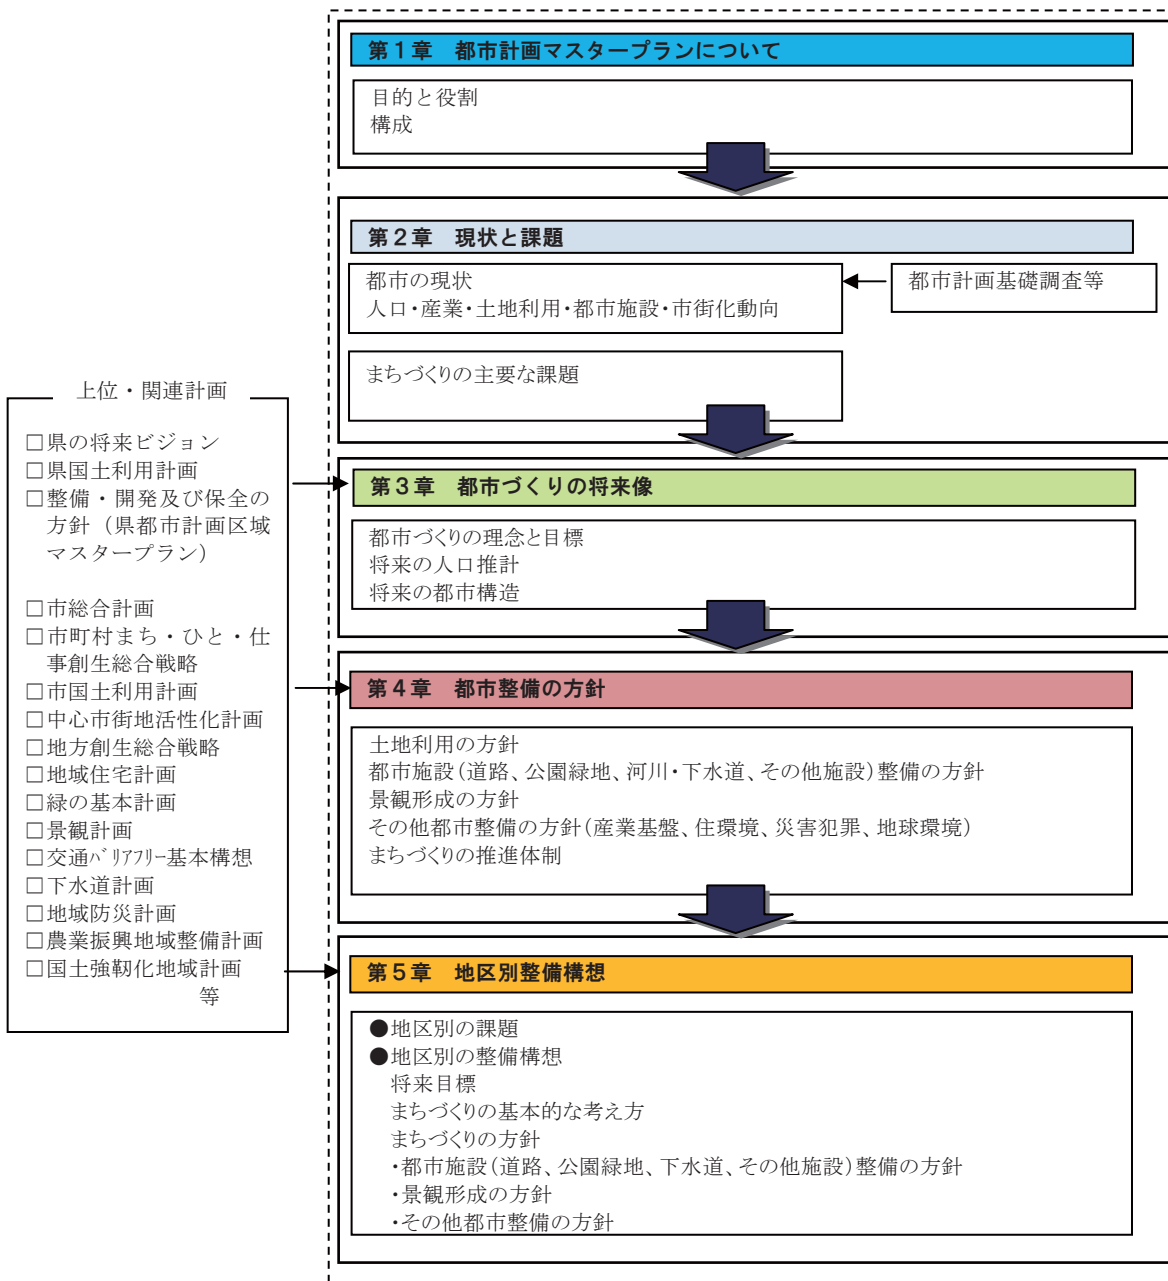 第１章　都市計画マスタープランについて
目的と役割
構成
第２章　現状と課題
都市の現状
人口・産業・土地利用・都市施設・市街化動向
都市計画基礎調査等
まちづくりの主要な課題
上位・関連計画
□県の将来ビジョン
□県国土利用計画
□整備・開発及び保全の
方針（県都市計画区域
マスタープラン）
□市総合計画
□市町村まち・ひと・仕
事創生総合戦略
□市国土利用計画
□中心市街地活性化計画
□地方創生総合戦略
□地域住宅計画
□緑の基本計画
□景観計画
□交通ﾊﾞﾘｱﾌﾘｰ基本構想
□下水道計画
□地域防災計画
□農業振興地域整備計画
□国土強靭化地域計画
等
第３章　都市づくりの将来像
都市づくりの理念と目標
将来の人口推計
将来の都市構造
第４章　都市整備の方針
土地利用の方針
都市施設（道路、公園緑地、河川・下水道、その他施設）整備の方針
景観形成の方針
その他都市整備の方針（産業基盤、住環境、災害犯罪、地球環境）
まちづくりの推進体制
第５章　地区別整備構想
●地区別の課題
●地区別の整備構想
将来目標
まちづくりの基本的な考え方
まちづくりの方針
・都市施設（道路、公園緑地、下水道、その他施設）整備の方針
・景観形成の方針
・その他都市整備の方針